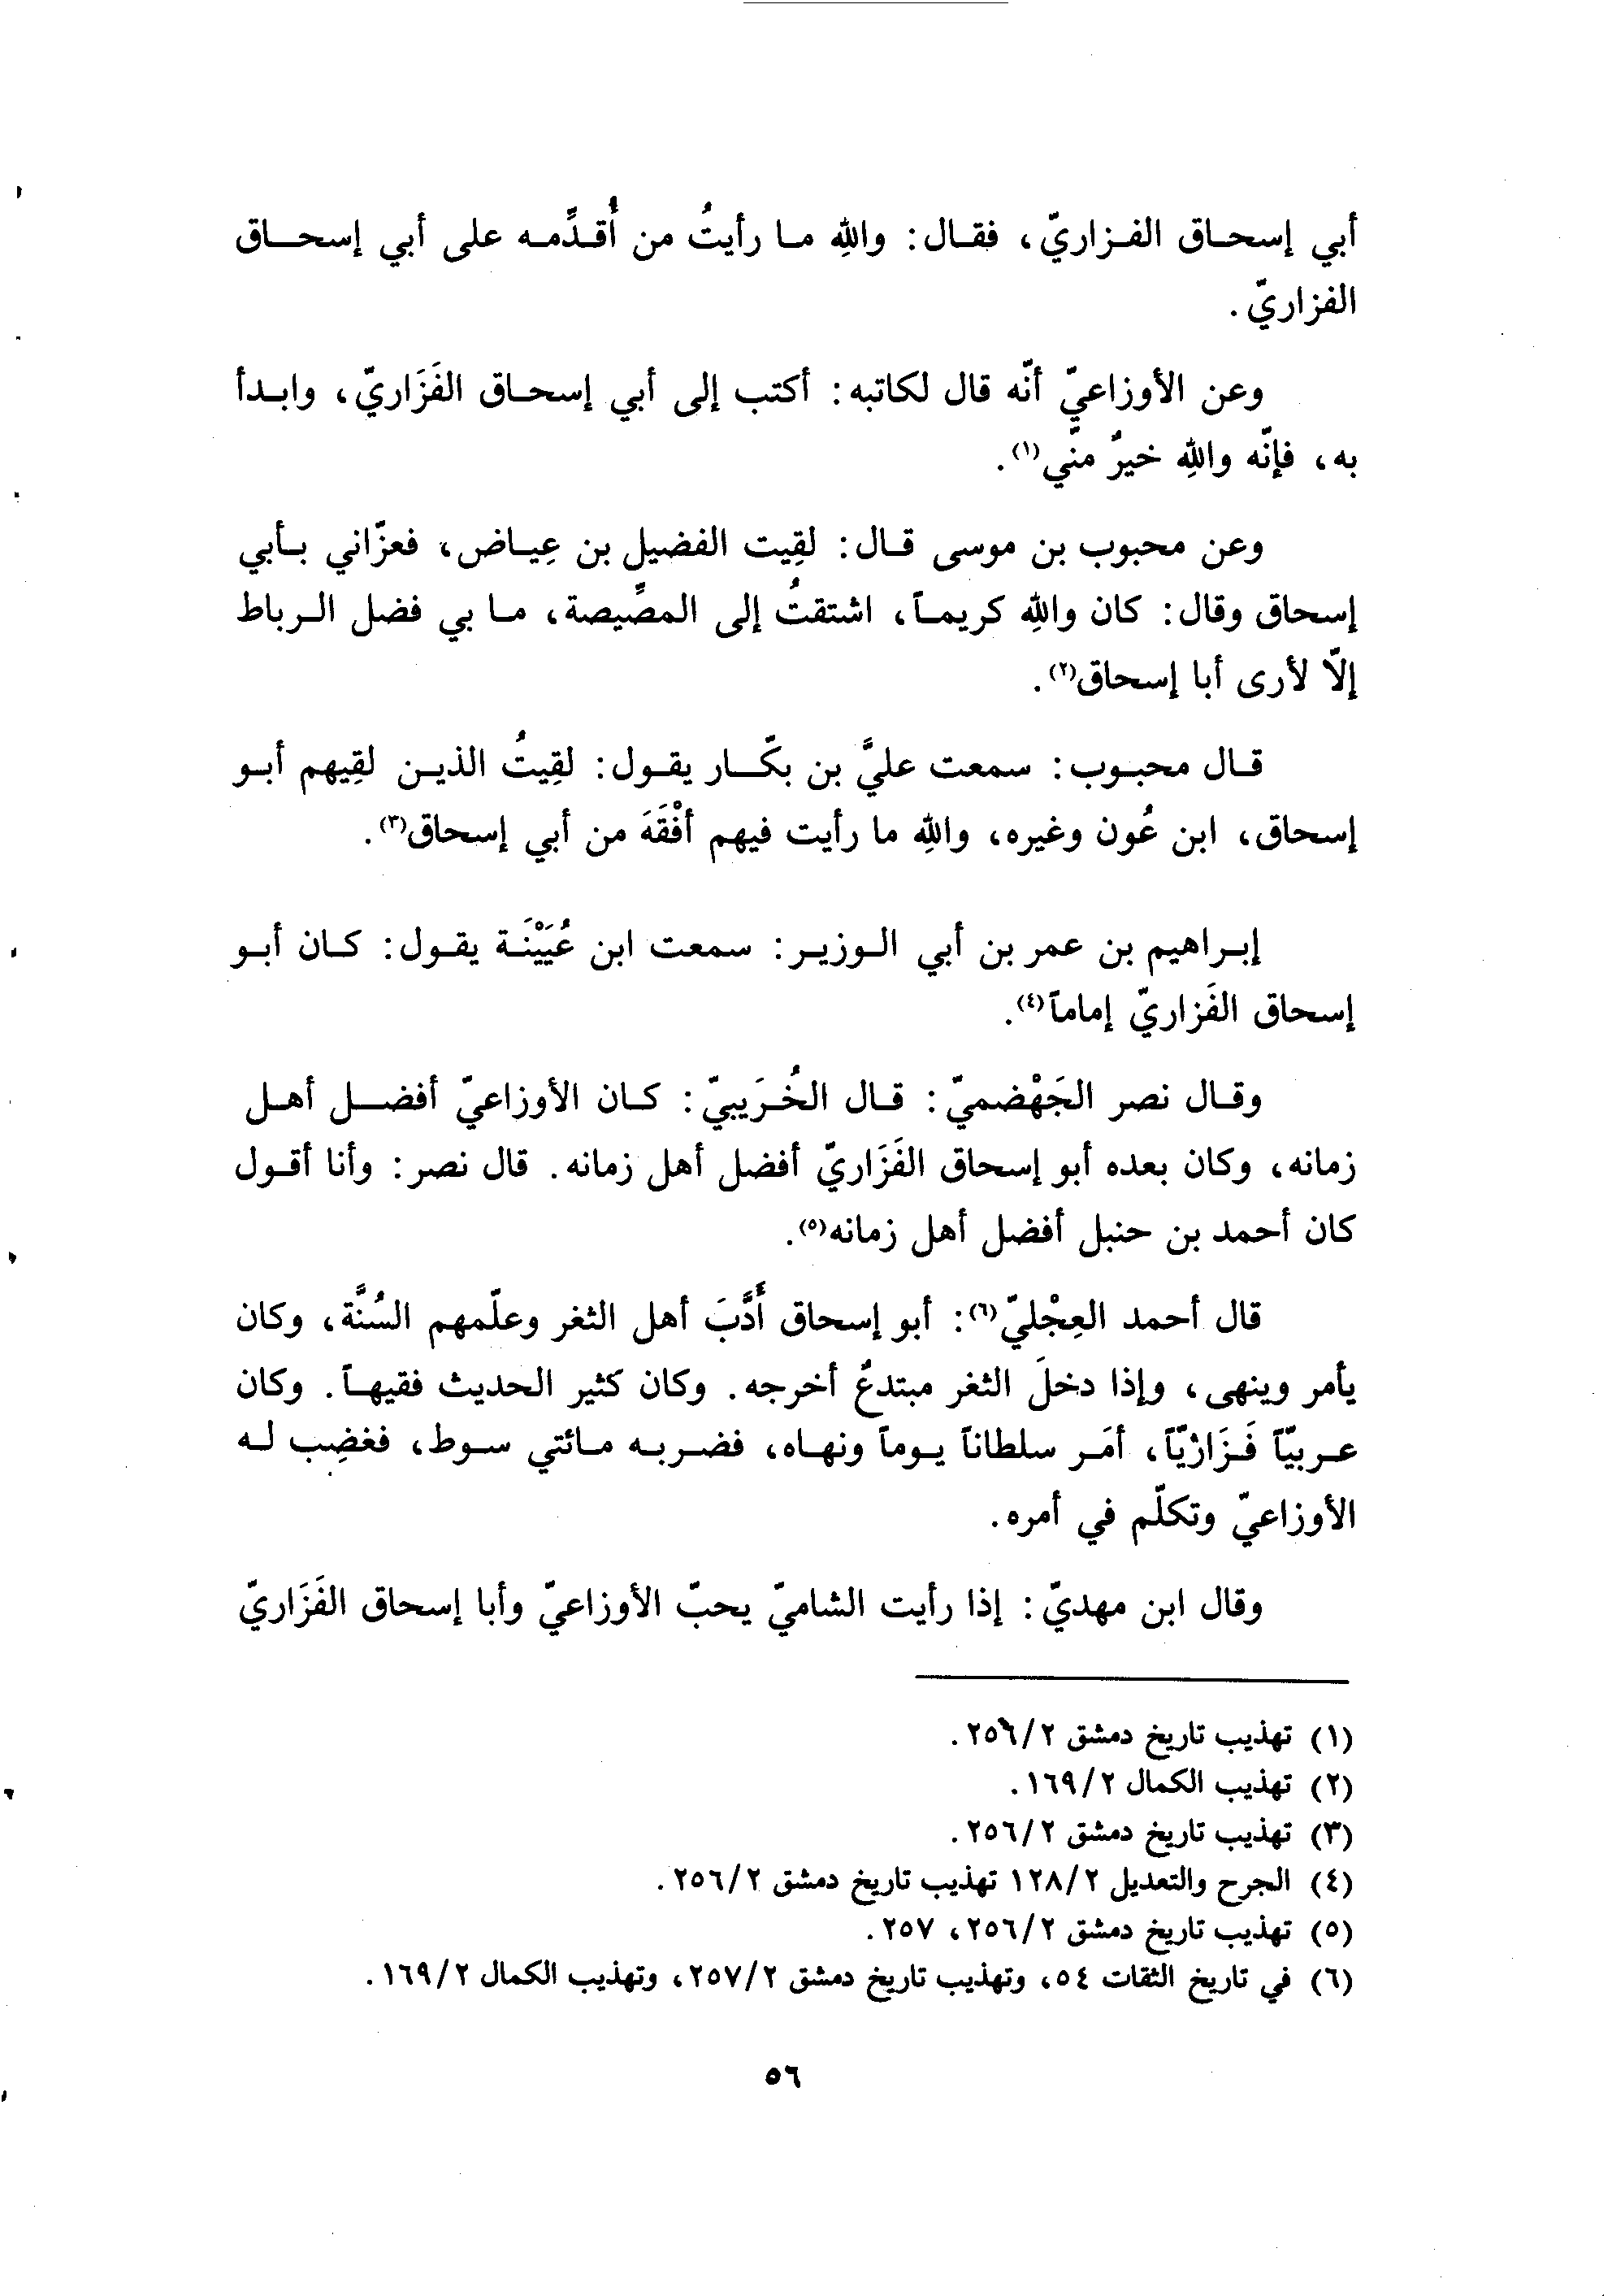 أبي إسحاق الفزاريّ، فقال: واللهِ ما رأيتُ من أُقدِّمه على أبي إسحاق
الفزاريّ.
وعن الأوزاعيّ أنّه قال لكاتبه: أكتب إلى أبي إسحاق الفَزَاريّ، وابدأ
به، فإنّه واللهِ خيرٌ منّي(١).
وعن محبوب بن موسى قال: لقِيت الفضيل بن عِياض، فعزّاني بأبي
إسحاق وقال: كان واللهِ كريماً، اشتقتُ إلى المصِّيصة، ما بي فضل الرباط
إلّا لأرى أبا إسحاق(٢).
قال محبوب: سمعت عليَّ بن بكّار يقول: لقِيتُ الذين لقِيهم أبو
إسحاق، ابن عُون وغيره، واللهِ ما رأيت فيهم أفْقَهَ من أبي إسحاق(٣).
إبراهيم بن عمر بن أبي الوزير: سمعت ابن عُيَيْنَة يقول: كان أبو
إسحاق الفَزاريّ إماماً(٤).
وقال نصر الجَهْضميّ: قال الخُرَيبيّ: كان الأوزاعيّ أفضل أهل
زمانه، وكان بعده أبو إسحاق الفَزَاريّ أفضل أهل زمانه. قال نصر: وأنا أقول
كان أحمد بن حنبل أفضل أهل زمانه(٥).
قال أحمد العِجْليّ(٦): أبو إسحاق أَدَّبَ أهل الثغر وعلّمهم السُنَّة، وكان
يأمر وينهى، وإذا دخلَ الثغر مبتدعٌ أخرجه. وكان كثير الحديث فقيهاً. وكان
عربيّاً فَزَاريّاً، أمَر سلطاناً يوماً ونهاه، فضربه مائتي سوط، فغضِب له
الأوزاعيّ وتكلّم في أمره.
وقال ابن مهديّ: إذا رأيت الشاميّ يحبّ الأوزاعيّ وأبا إسحاق الفَزَاريّ
(١) تهذيب تاريخ دمشق ٢/٢٥٦.
(٢) تهذيب الكمال ٢/١٦٩.
(٣) تهذيب تاريخ دمشق ٢/٢٥٦.
(٤) الجرح والتعديل ٢/١٢٨ تهذيب تاريخ دمشق ٢/٢٥٦.
(٥) تهذيب تاريخ دمشق ٢/٢٥٦، ٢٥٧.
(٦) في تاريخ الثقات ٥٤، وتهذيب تاريخ دمشق ٢/٢٥٧، وتهذيب الكمال ٢/١٦٩.
٥٦